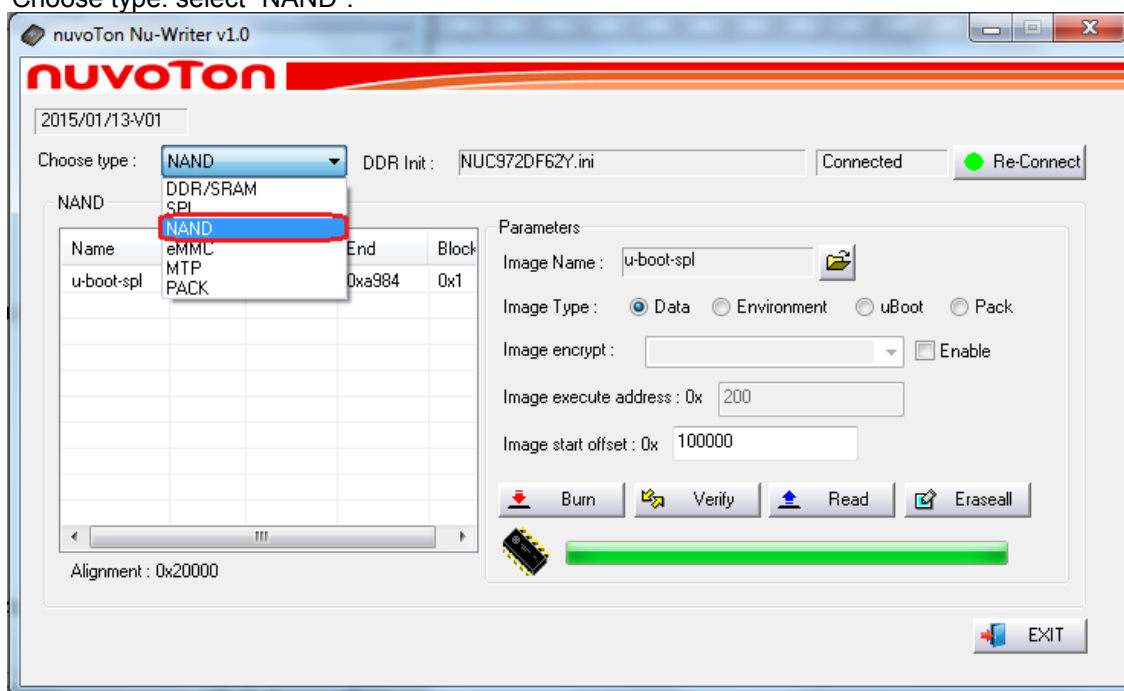 Choose type: select "NAND".
nuvoTon Nu-Writer v1.0
nuvoTon
2015/01/13-V01
Choose type : NAND DDR Init : NUC972DF62Y.ini Connected Re-Connect
DDR/SRAM
SPI
NAND
eMMC
MTP
PACK
NAND
Name End Block
u-boot-spl 0xa984 0x1
Alignment : 0x20000
Parameters
Image Name : u-boot-spl
Image Type : Data Environment uBoot Pack
Image encrypt : Enable
Image execute address : 0x 200
Image start offset : 0x 100000
Burn Verify Read Eraseall
EXIT